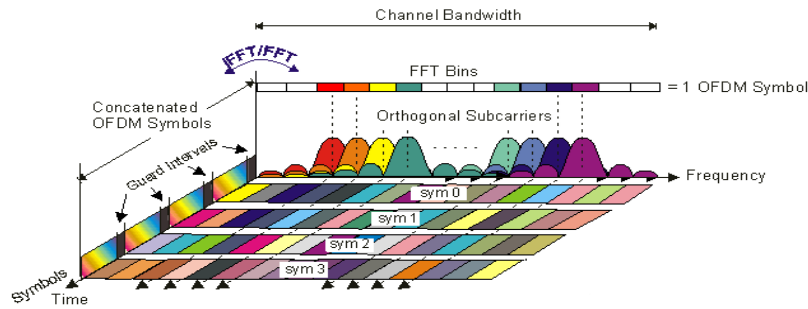 Channel Bandwidth
IFFT/FFT
FFT Bins
= 1 OFDM Symbol
Concatenated
OFDM Symbols
Orthogonal Subcarriers
Guard Intervals
Frequency
sym 0
sym 1
sym 2
sym 3
Symbols
Time